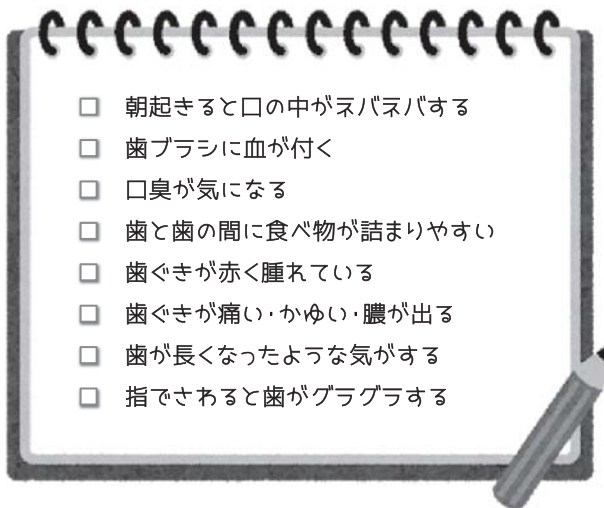 □ 朝起きると口の中がネバネバする
□ 歯ブラシに血が付く
□ 口臭が気になる
□ 歯と歯の間に食べ物が詰まりやすい
□ 歯ぐきが赤く腫れている
□ 歯ぐきが痛い・かゆい・膿が出る
□ 歯が長くなったような気がする
□ 指でさわると歯がグラグラする